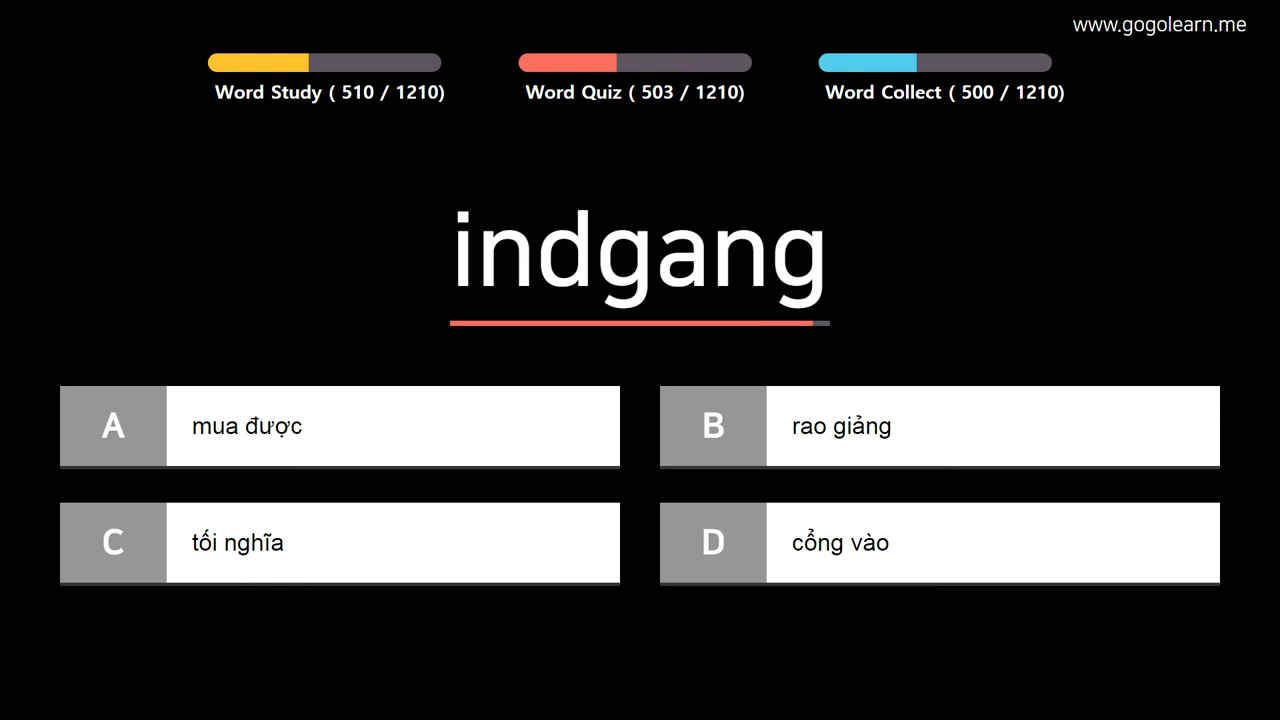 www.gogolearn.me
Word Study ( 510 / 1210)
Word Quiz ( 503 / 1210)
Word Collect ( 500 / 1210)
indgang
A
mua được
B
rao giảng
C
tối nghĩa
D
cổng vào